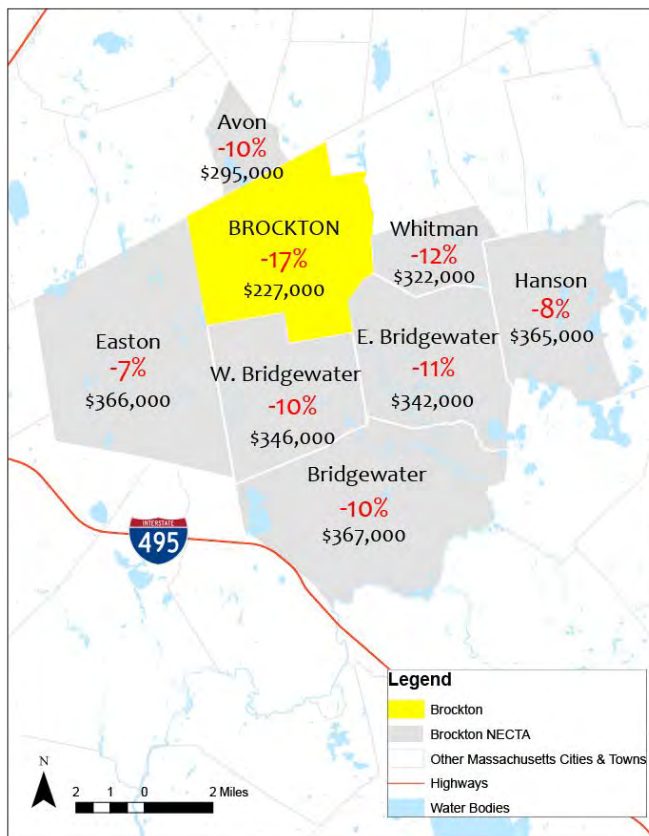 Avon
-10%
$295,000
BROCKTON
-17%
$227,000
Whitman
-12%
$322,000
Hanson
-8%
$365,000
Easton
-7%
$366,000
W. Bridgewater
-10%
$346,000
E. Bridgewater
-11%
$342,000
Bridgewater
-10%
$367,000
INTERSTATE
495
Legend
Brockton
Brockton NECTA
Other Massachusetts Cities & Towns
Highways
Water Bodies
N
2 1 0 2 Miles